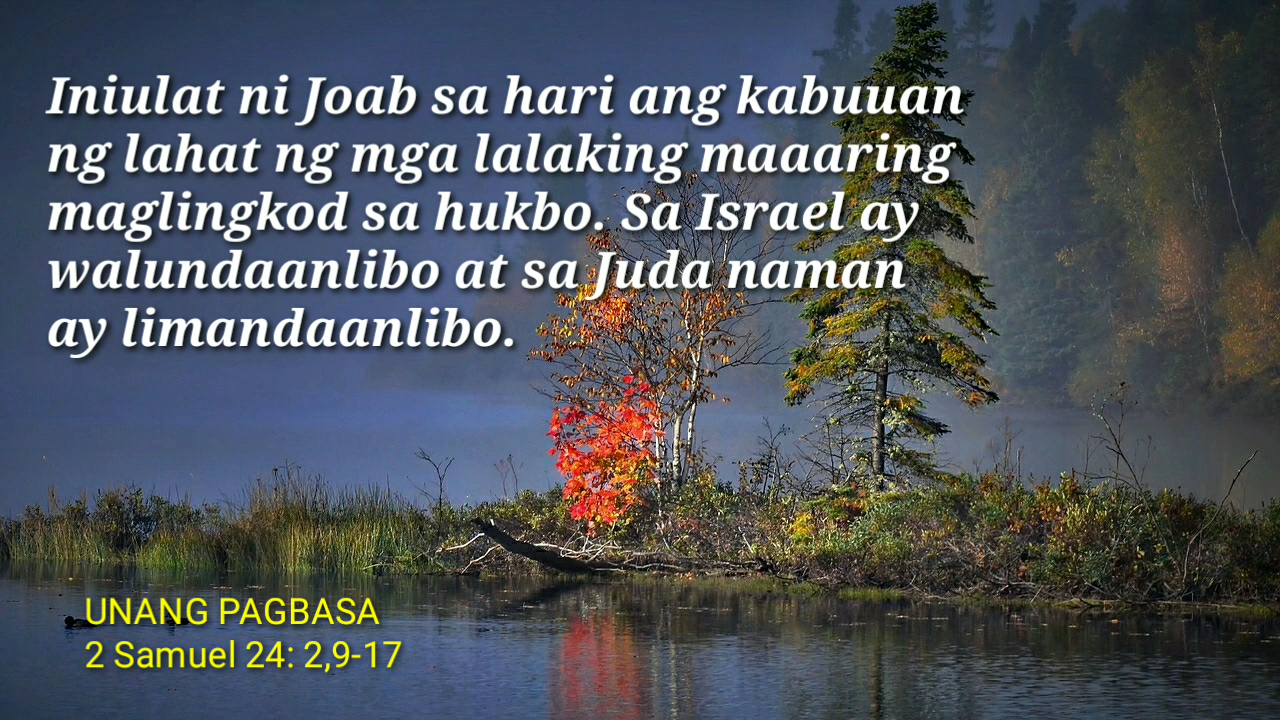 Iniulat ni Joab sa hari ang kabuuan
ng lahat ng mga lalaking maaaring
maglingkod sa hukbo. Sa Israel ay
walundaanlibo at sa Juda naman
ay limandaanlibo.
UNANG PAGBASA
2 Samuel 24: 2,9-17